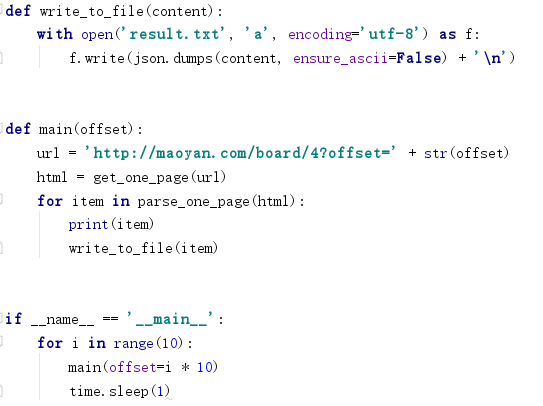 def write_to_file(content):
    with open('result.txt', 'a', encoding='utf-8') as f:
        f.write(json.dumps(content, ensure_ascii=False) + '\n')
def main(offset):
    url = 'http://maoyan.com/board/4?offset=' + str(offset)
    html = get_one_page(url)
    for item in parse_one_page(html):
        print(item)
        write_to_file(item)
if __name__ == '__main__':
    for i in range(10):
        main(offset=i * 10)
        time.sleep(1)